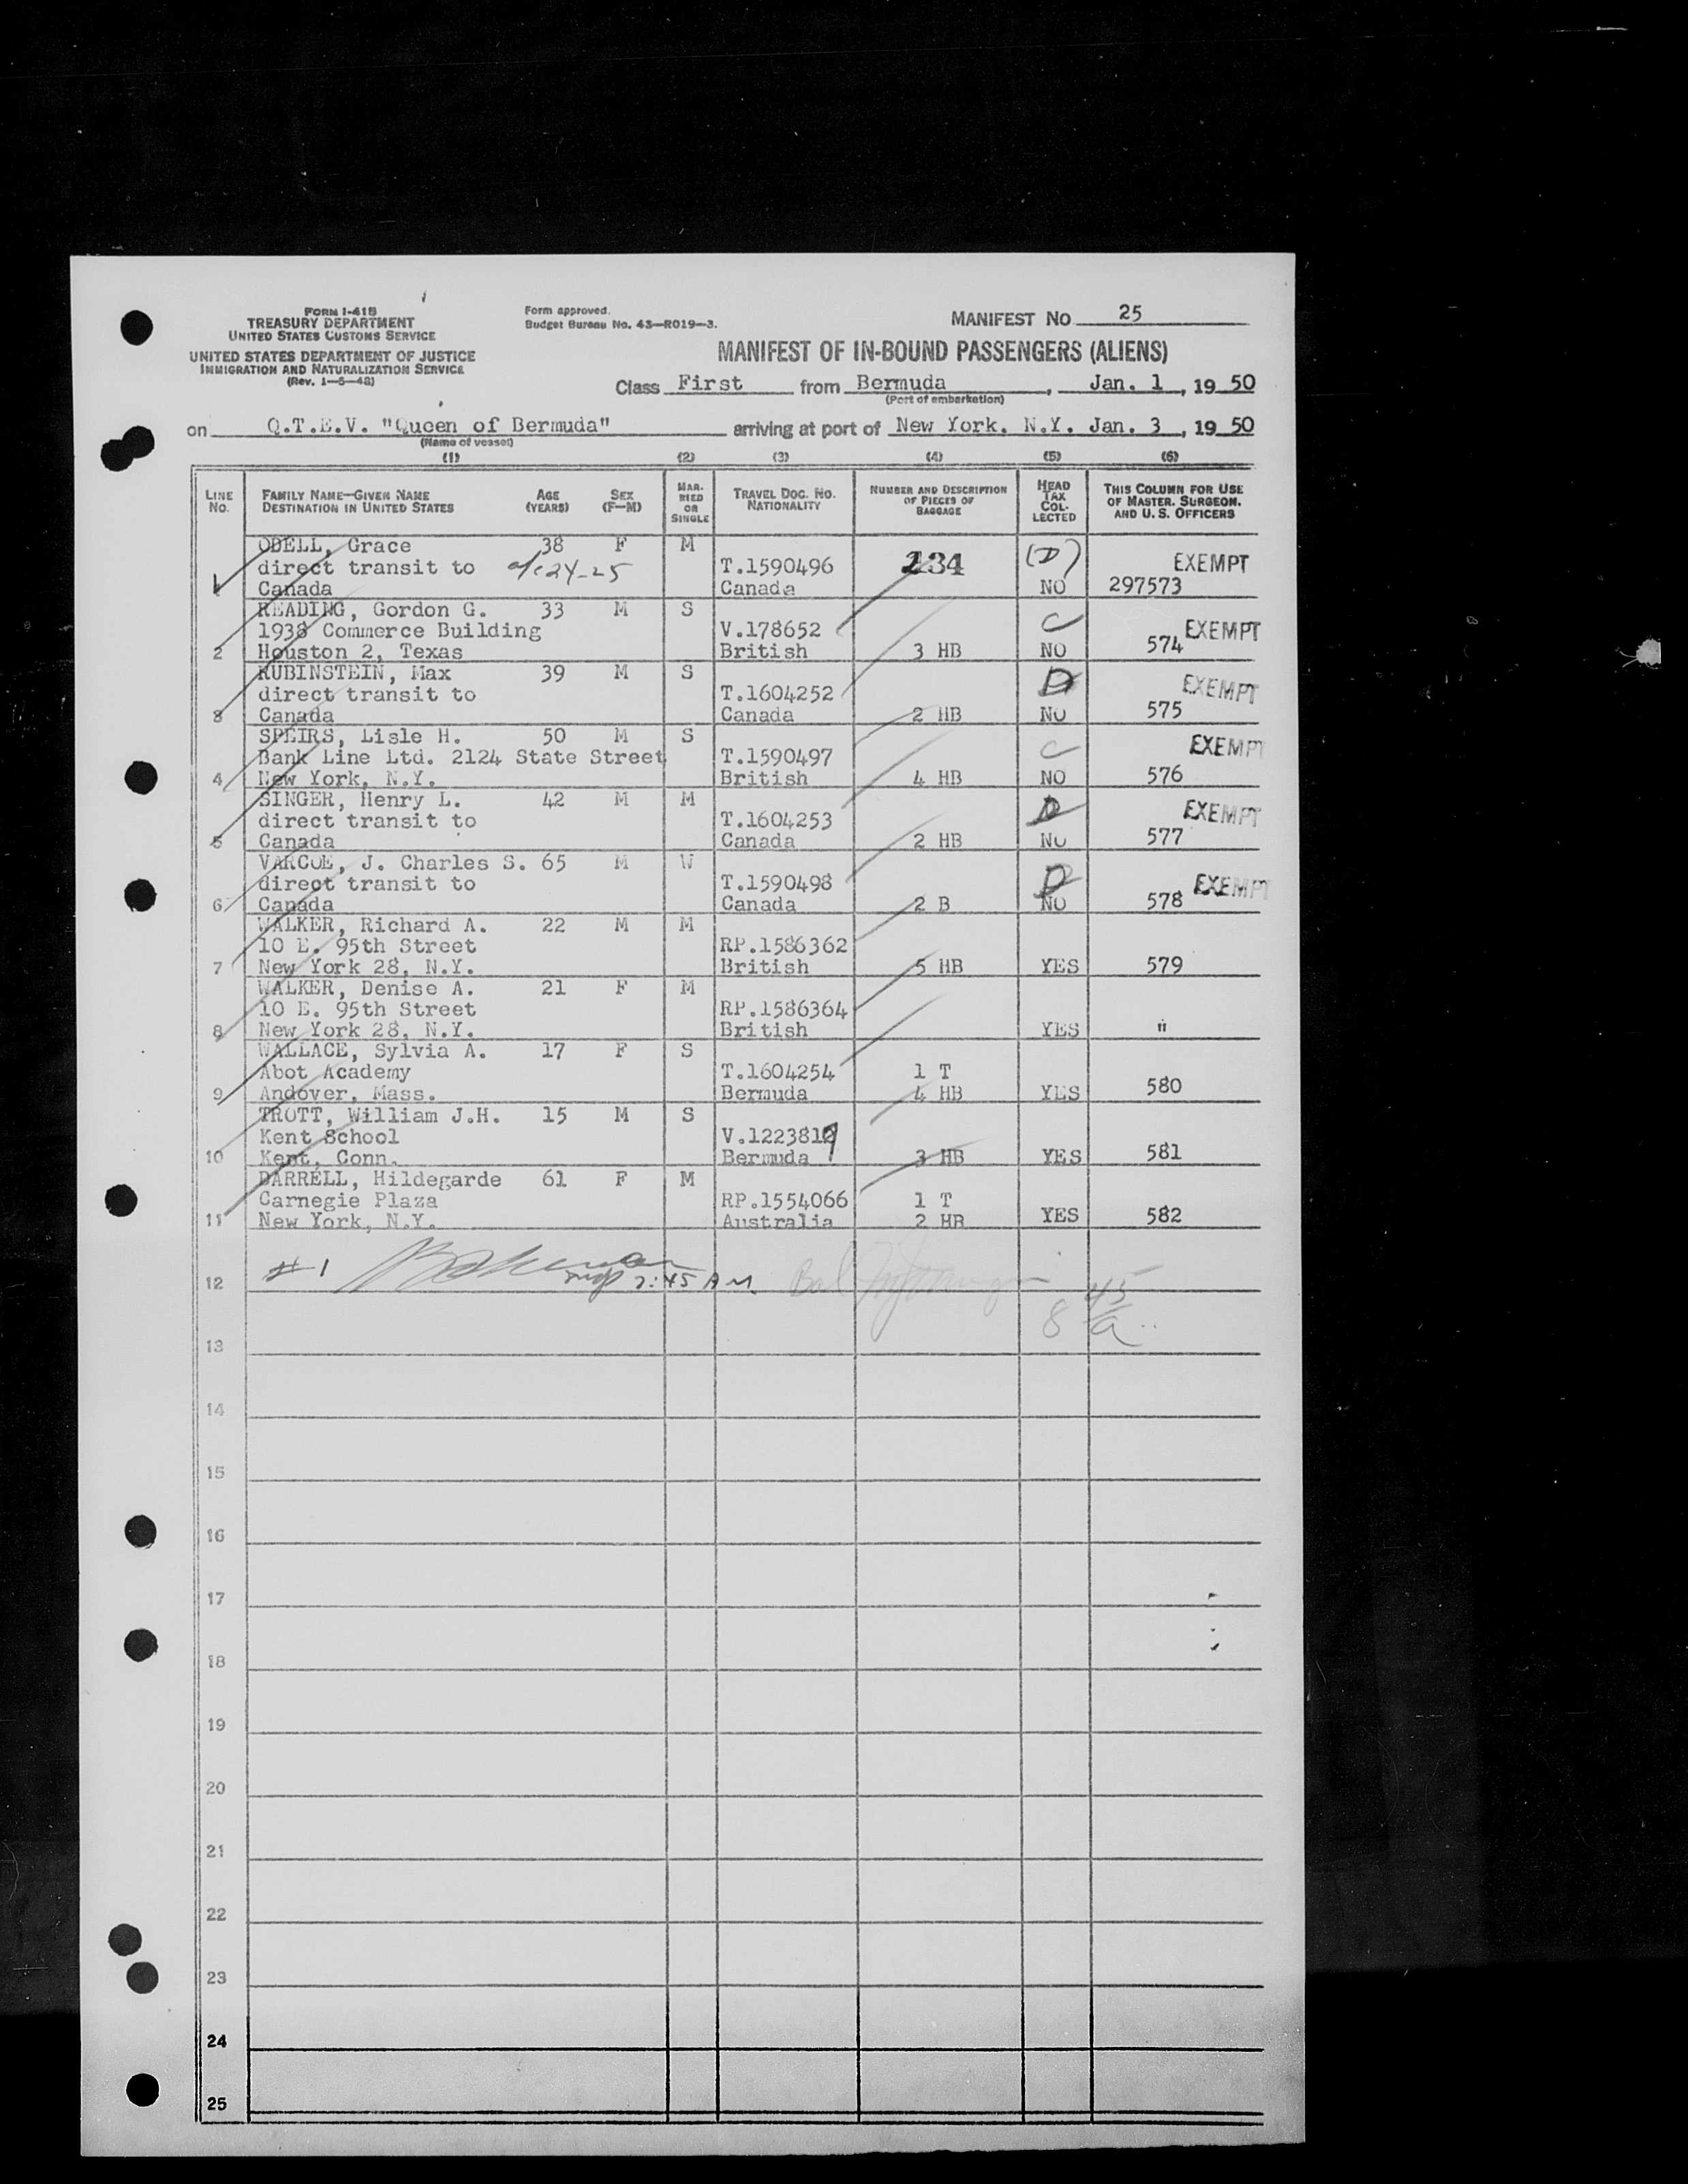 FORM I-415
TREASURY DEPARTMENT
UNITED STATES CUSTOMS SERVICE
UNITED STATES DEPARTMENT OF JUSTICE
IMMIGRATION AND NATURALIZATION SERVICE
(Rev. 1-5-48)
Form approved.
Budget Bureau No. 43-R019-3.
MANIFEST NO. 25
MANIFEST OF IN-BOUND PASSENGERS (ALIENS)
Class First from Bermuda, Jan. 1, 19 50
(Port of embarkation)
on Q.T.E.V. "Queen of Bermuda" arriving at port of New York, N.Y. Jan. 3, 19 50
(Name of vessel)
(1) (2) (3) (4) (5) (6)
LINE No. FAMILY NAME—GIVEN NAME DESTINATION IN UNITED STATES AGE (YEARS) SEX (F—M) MARRIED OR SINGLE TRAVEL DOC. NO. NATIONALITY NUMBER AND DESCRIPTION OF PIECES OF BAGGAGE HEAD TAX COLLECTED THIS COLUMN FOR USE OF MASTER, SURGEON, AND U. S. OFFICERS
ODELL, Grace 38 F M
direct transit to T.1590496 234 (D) EXEMPT
Canada Canada NO 297573
READING, Gordon G. 33 M S
1938 Commerce Building V.178652 C EXEMPT
2 Houston 2, Texas British 3 HB NO 574
RUBINSTEIN, Max 39 M S
direct transit to T.1604252 D EXEMPT
3 Canada Canada 2 HB NO 575
SPEIRS, Lisle H. 50 M S
Bank Line Ltd. 2124 State Street T.1590497 C EXEMPT
4 New York, N.Y. British 4 HB NO 576
SINGER, Henry L. 42 M M
direct transit to T.1604253 D EXEMPT
5 Canada Canada 2 HB NO 577
VARCOE, J. Charles S. 65 M W
direct transit to T.1590498 D EXEMPT
6 Canada Canada 2 B NO 578
WALKER, Richard A. 22 M M
10 E. 95th Street RP.1586362
7 New York 28, N.Y. British 5 HB YES 579
WALKER, Denise A. 21 F M
10 E. 95th Street RP.1586364
8 New York 28, N.Y. British YES "
WALLACE, Sylvia A. 17 F S
Abot Academy T.1604254 1 T
9 Andover, Mass. Bermuda 4 HB YES 580
TROTT, William J.H. 15 M S
Kent School V.1223819
10 Kent, Conn. Bermuda 3 HB YES 581
DARRELL, Hildegarde 61 F M
Carnegie Plaza RP.1554066 1 T
11 New York, N.Y. Australia 2 HB YES 582
#1 7:45 AM
12
8 45 a
13
14
15
16
17
18
19
20
21
22
23
24
25